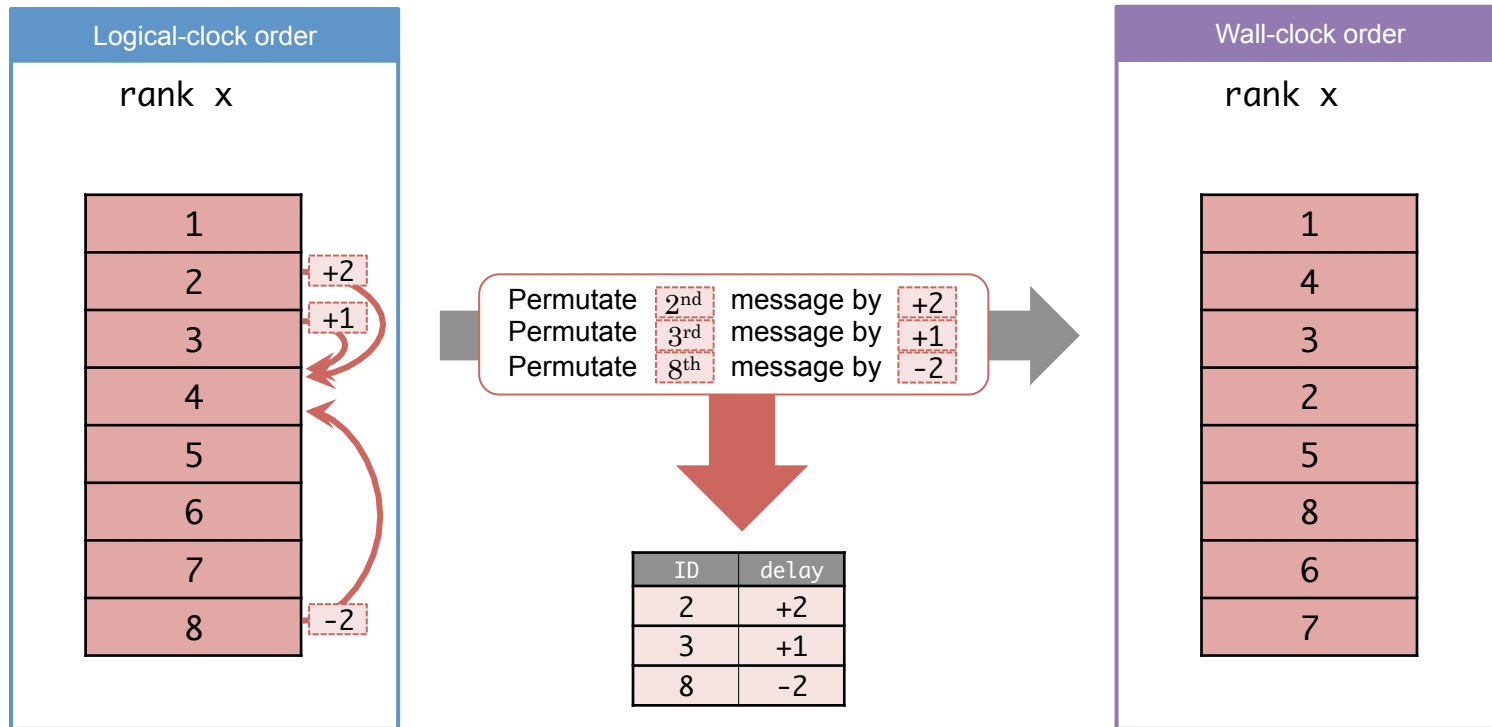 Logical-clock order
rank x
1
2
+2
3
+1
4
5
6
7
8
-2
Permutate 2nd message by +2
Permutate 3rd message by +1
Permutate 8th message by -2
ID delay
2 +2
3 +1
8 -2
Wall-clock order
rank x
1
4
3
2
5
8
6
7